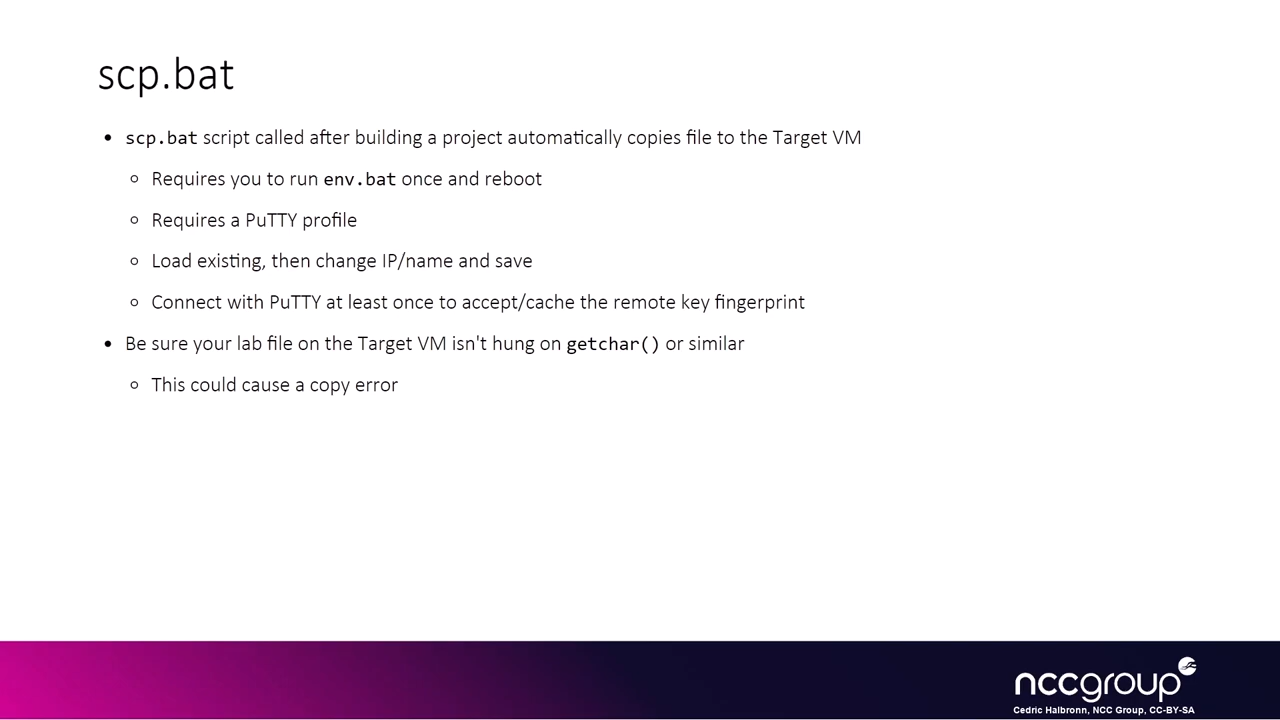 scp.bat
• scp.bat script called after building a project automatically copies file to the Target VM
○ Requires you to run env.bat once and reboot
○ Requires a PuTTY profile
○ Load existing, then change IP/name and save
○ Connect with PuTTY at least once to accept/cache the remote key fingerprint
• Be sure your lab file on the Target VM isn't hung on getchar() or similar
○ This could cause a copy error
nccgroup
Cedric Halbronn, NCC Group, CC-BY-SA